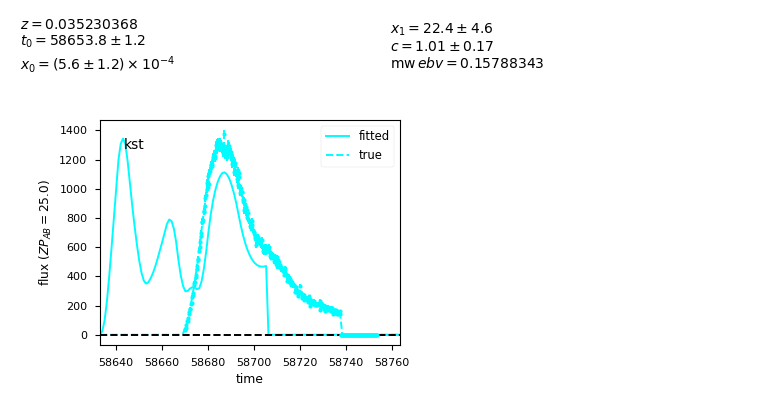 z = 0.035230368
t₀ = 58653.8 ± 1.2
x₀ = (5.6 ± 1.2) × 10⁻⁴
x₁ = 22.4 ± 4.6
c = 1.01 ± 0.17
mw ebv = 0.15788343
kst
fitted
true
1400
1200
1000
800
600
400
200
0
flux (ZP_AB = 25.0)
58640 58660 58680 58700 58720 58740 58760
time